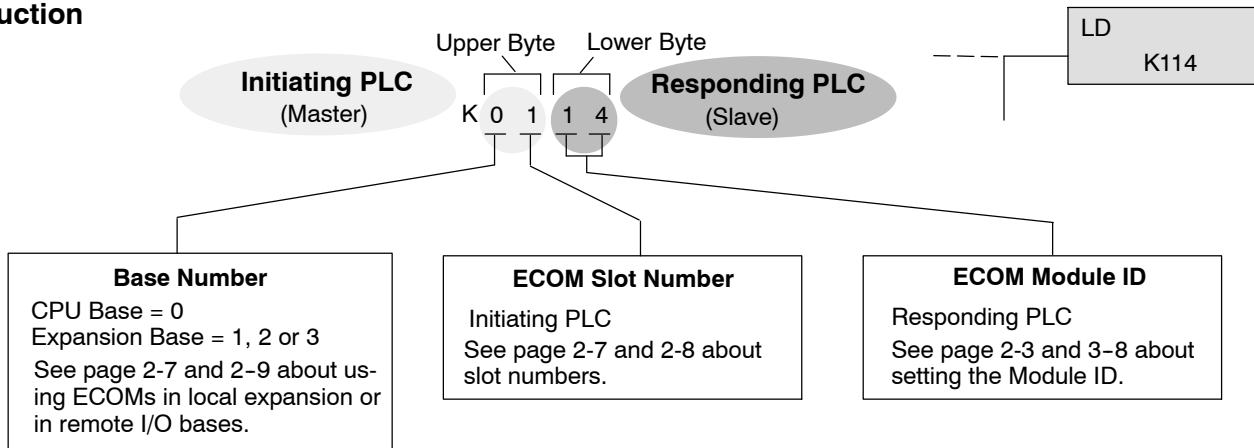 uction
Upper Byte Lower Byte
LD
K114
Initiating PLC
(Master)
K 0 1 1 4
Responding PLC
(Slave)
Base Number
CPU Base = 0
Expansion Base = 1, 2 or 3
See page 2-7 and 2-9 about us-
ing ECOMs in local expansion or
in remote I/O bases.
ECOM Slot Number
Initiating PLC
See page 2-7 and 2-8 about
slot numbers.
ECOM Module ID
Responding PLC
See page 2-3 and 3-8 about
setting the Module ID.